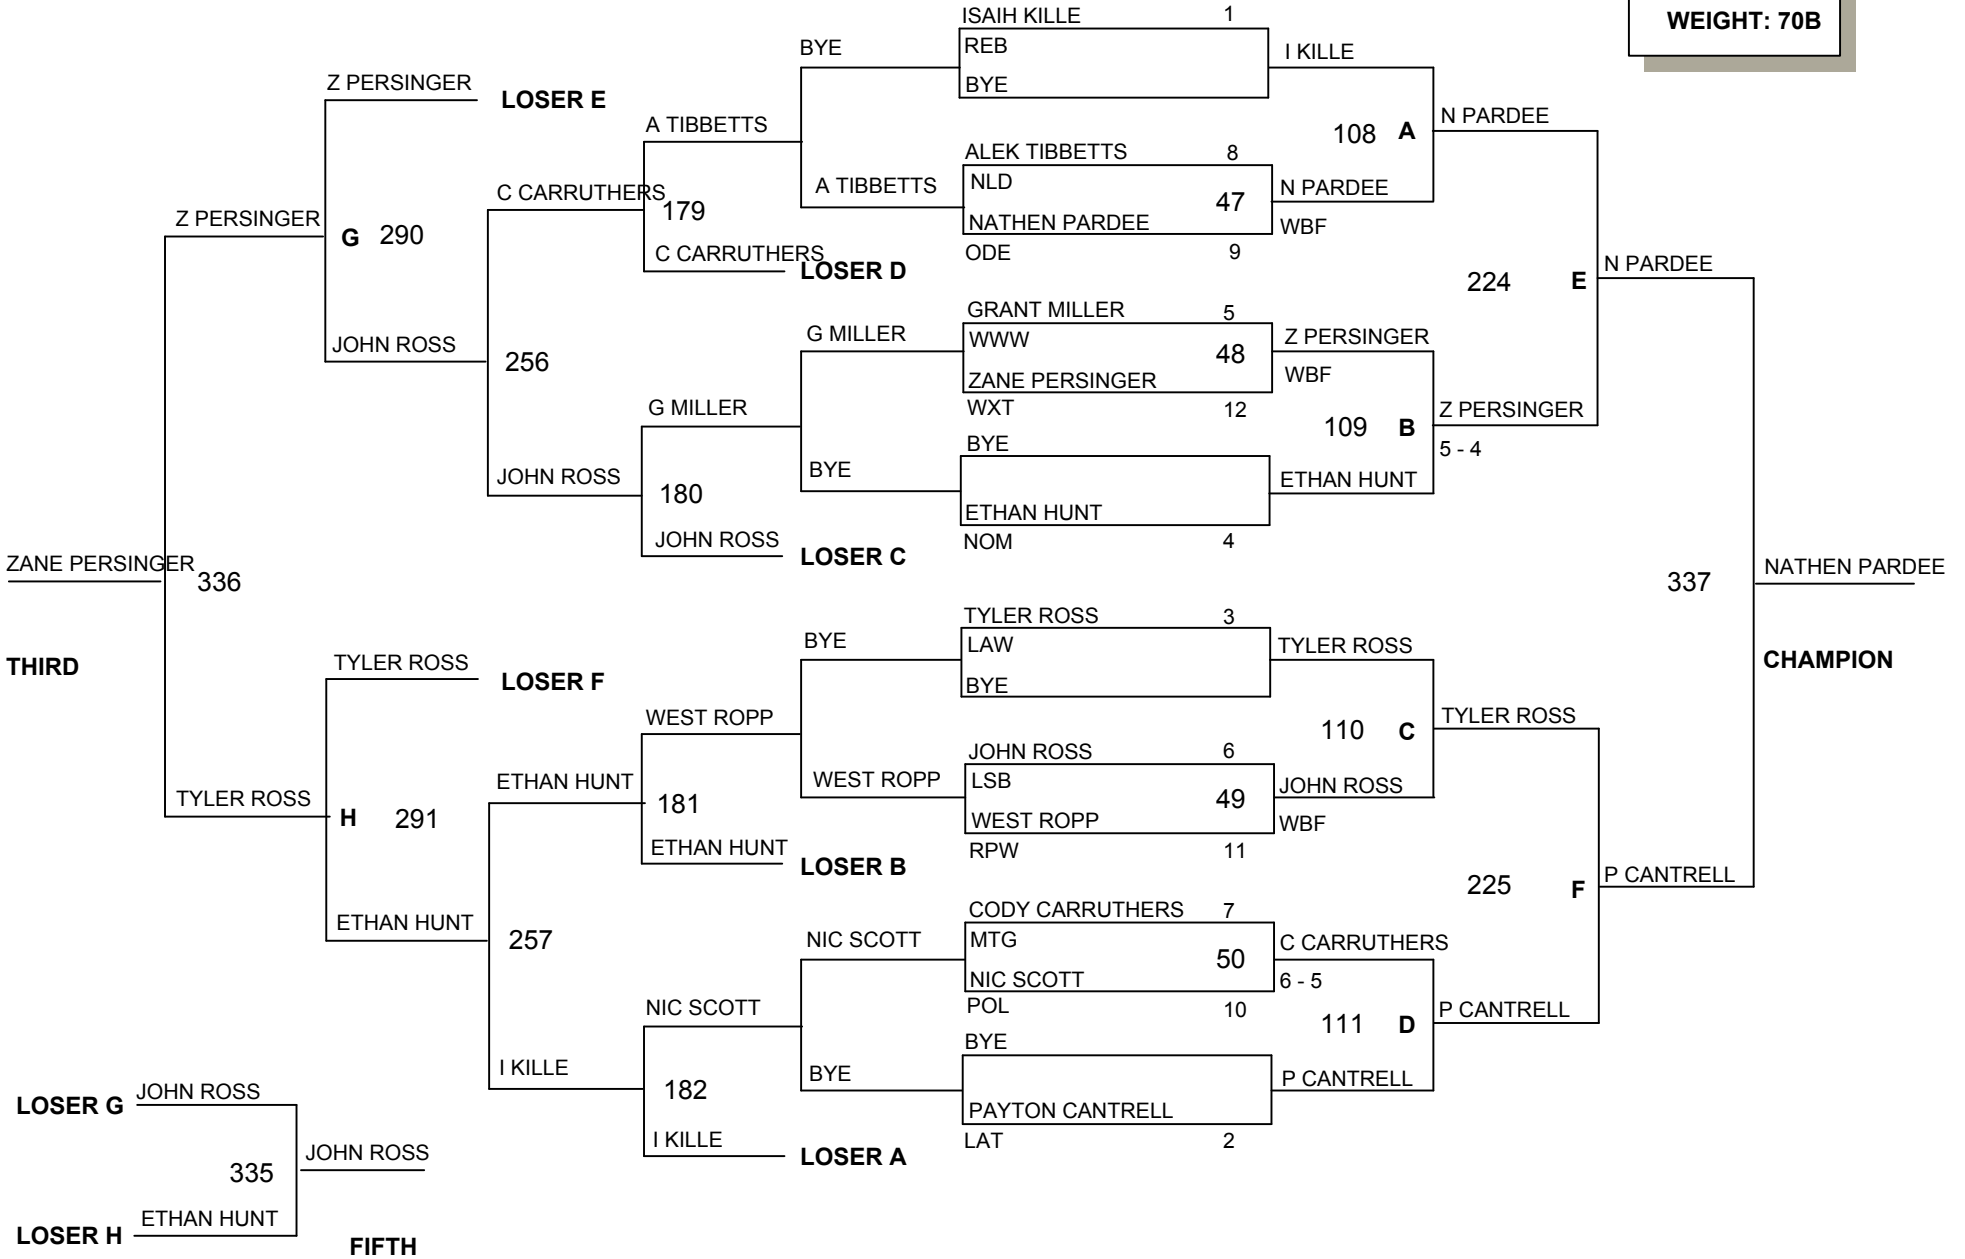 WEIGHT: 70B
ISAIH KILLE 1
REB
BYE
BYE
I KILLE
Z PERSINGER
LOSER E
A TIBBETTS
108 A
N PARDEE
ALEK TIBBETTS 8
A TIBBETTS
NLD
47
N PARDEE
NATHEN PARDEE
WBF
ODE 9
C CARRUTHERS
179
Z PERSINGER
G 290
C CARRUTHERS
LOSER D
224 E
N PARDEE
GRANT MILLER 5
G MILLER
WWW
48
Z PERSINGER
ZANE PERSINGER
WBF
WXT 12
JOHN ROSS
256
G MILLER
109 B
Z PERSINGER
5 - 4
BYE
BYE
ETHAN HUNT
ETHAN HUNT
NOM 4
JOHN ROSS
180
JOHN ROSS
LOSER C
ZANE PERSINGER
336
337
NATHEN PARDEE
THIRD
CHAMPION
TYLER ROSS 3
BYE
LAW
TYLER ROSS
BYE
TYLER ROSS
LOSER F
WEST ROPP
110 C
TYLER ROSS
JOHN ROSS 6
WEST ROPP
LSB
49
JOHN ROSS
WEST ROPP
WBF
RPW 11
ETHAN HUNT
181
TYLER ROSS
H 291
ETHAN HUNT
LOSER B
225 F
P CANTRELL
CODY CARRUTHERS 7
NIC SCOTT
MTG
50
C CARRUTHERS
NIC SCOTT
6 - 5
POL 10
ETHAN HUNT
257
NIC SCOTT
111 D
P CANTRELL
BYE
BYE
P CANTRELL
PAYTON CANTRELL
LAT 2
I KILLE
182
I KILLE
LOSER A
LOSER G JOHN ROSS
335
JOHN ROSS
LOSER H ETHAN HUNT
FIFTH